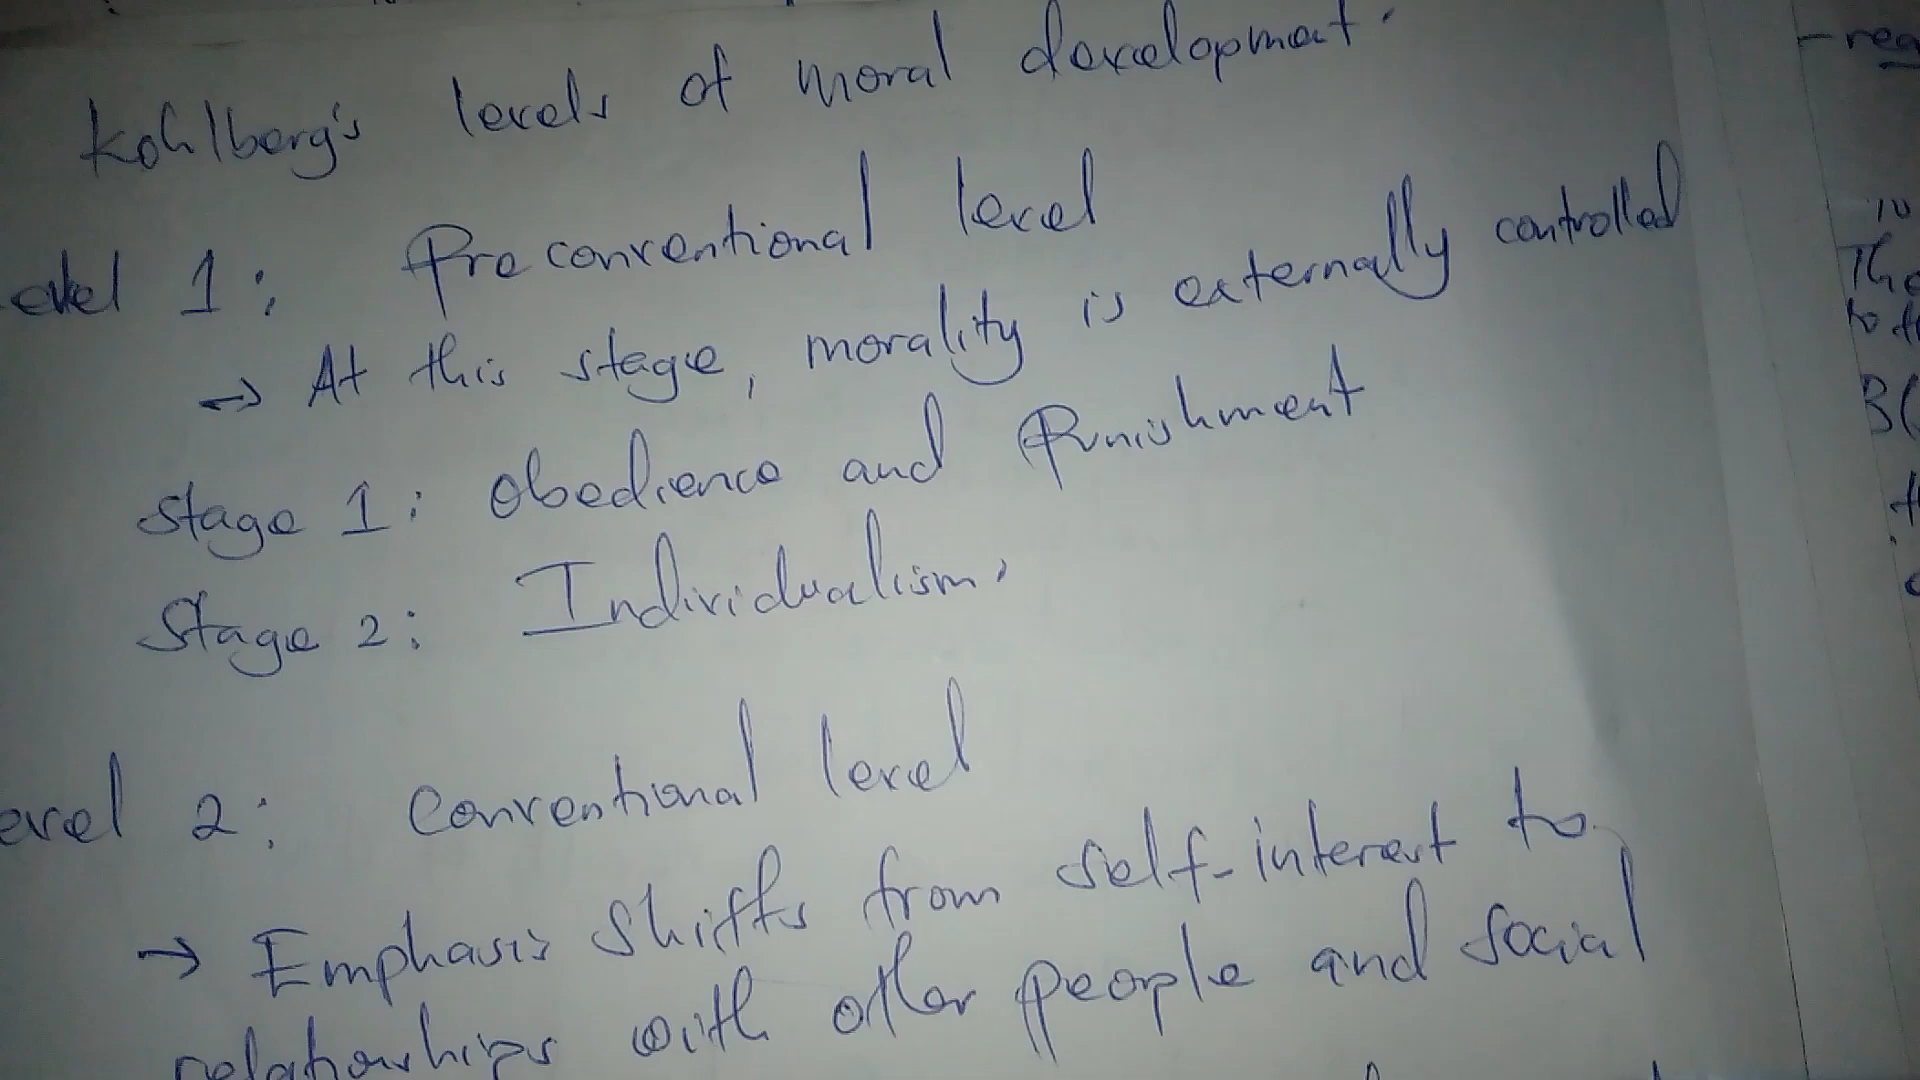 Kohlberg's levels of moral development.
Level 1: Preconventional level
→ At this stage, morality is externally controlled
Stage 1: Obedience and Punishment
Stage 2: Individualism.
Level 2: Conventional level
→ Emphasis shifts from self-interest to
relationships with other people and social